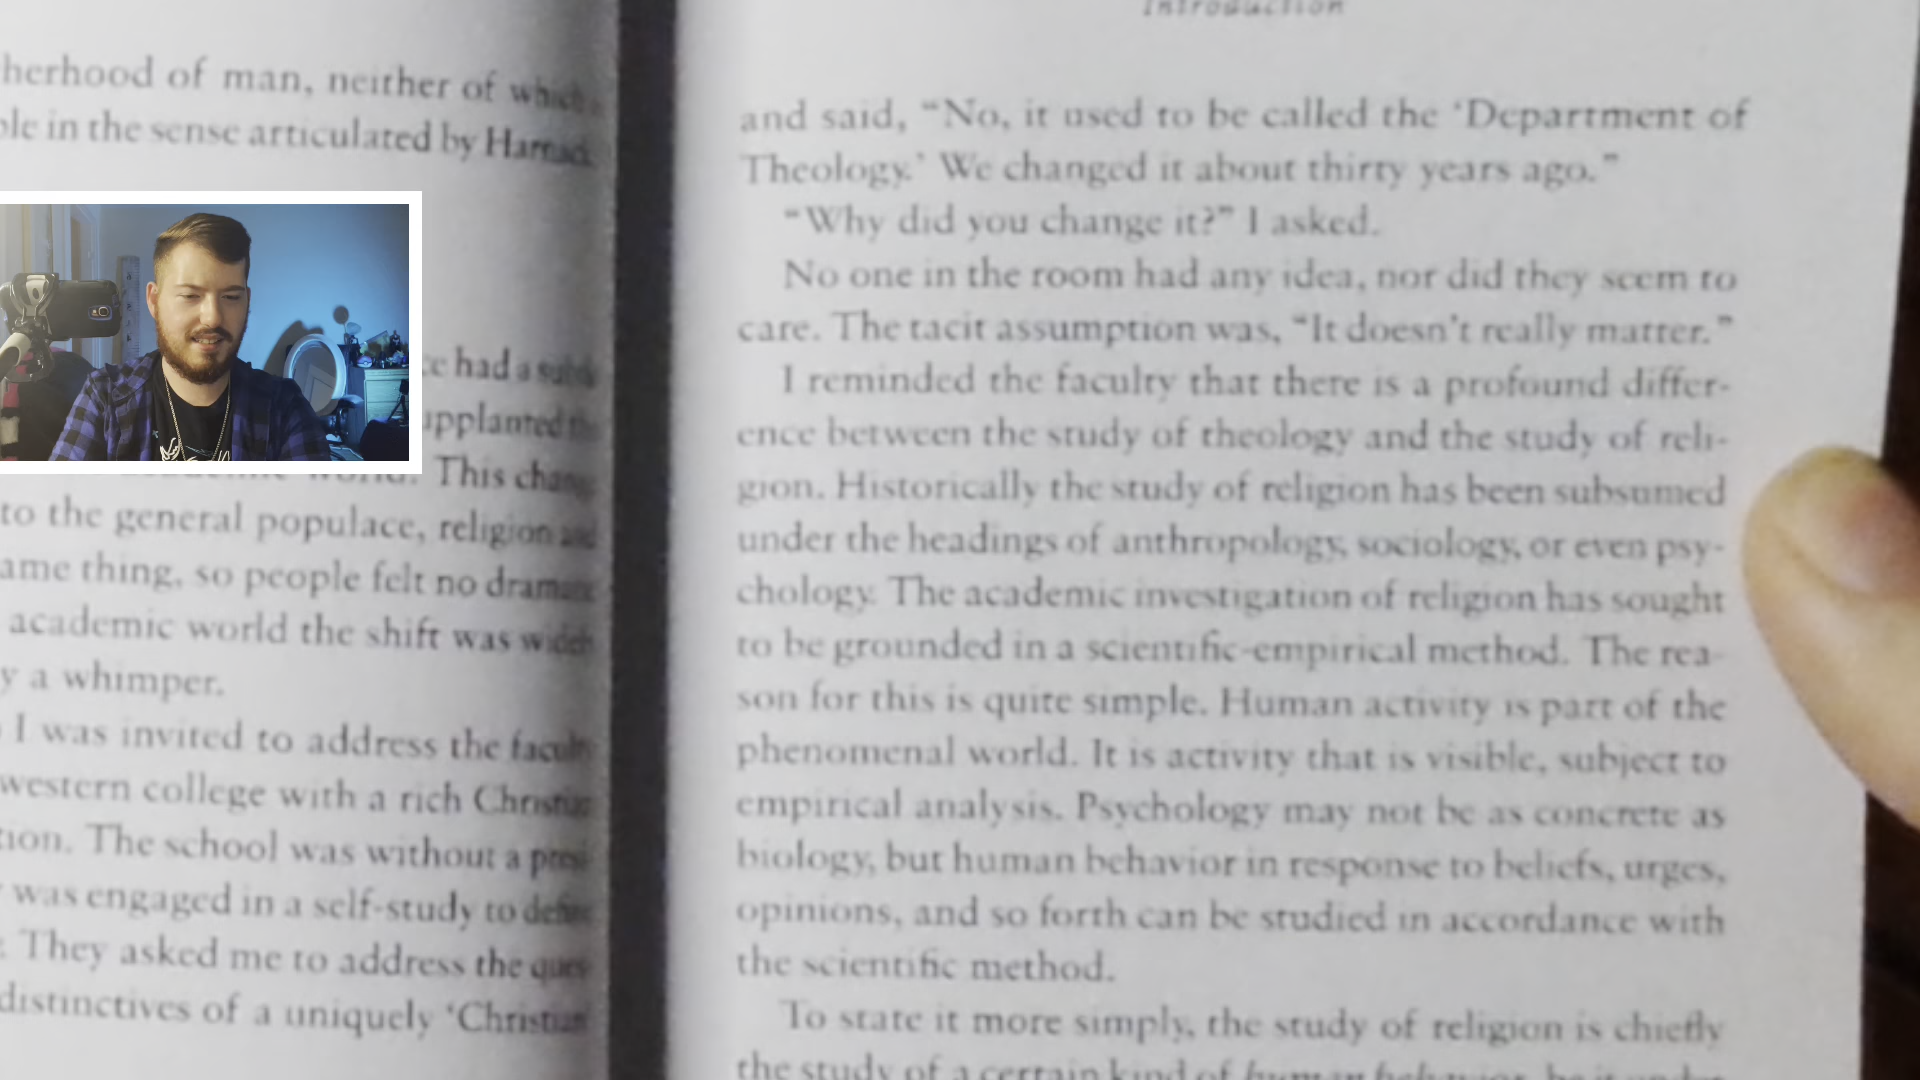 herhood of man, neither of which
ble in the sense articulated by Harnack
ce had a
upplanted
world. This change
to the general populace, religion and
ame thing, so people felt no dramatic
academic world the shift was
y a whimper.
I was invited to address the faculty
western college with a rich Christian
tion. The school was without a presi-
was engaged in a self-study to define
They asked me to address the ques-
distinctives of a uniquely ‘Christian
Introduction
and said, “No, it used to be called the ‘Department of
Theology.’ We changed it about thirty years ago.”
“Why did you change it?” I asked.
No one in the room had any idea, nor did they seem to
care. The tacit assumption was, “It doesn’t really matter.”
I reminded the faculty that there is a profound differ-
ence between the study of theology and the study of reli-
gion. Historically the study of religion has been subsumed
under the headings of anthropology, sociology, or even psy-
chology. The academic investigation of religion has sought
to be grounded in a scientific-empirical method. The rea-
son for this is quite simple. Human activity is part of the
phenomenal world. It is activity that is visible, subject to
empirical analysis. Psychology may not be as concrete as
biology, but human behavior in response to beliefs, urges,
opinions, and so forth can be studied in accordance with
the scientific method.
To state it more simply, the study of religion is chiefly
the study of a certain kind of human behavior, be it under